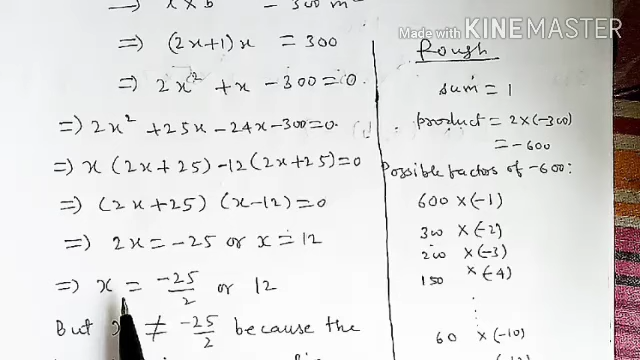 =) l x b = 300 m²
=) (2x+1)x = 300
=) 2x² + x - 300 = 0.
=) 2x² + 25x - 24x - 300 = 0.
=) x(2x+25) - 12(2x+25) = 0
=) (2x+25) (x-12) = 0
=) 2x = -25 or x = 12
=) x = -25/2 or 12
But x ≠ -25/2 because the
Made with KINEMASTER
Rough
sum = 1
product = 2x(-300)
= -600
Possible factors of -600:
600 x (-1)
300 x (-2)
200 x (-3)
150 x (-4)
60 x (-10)